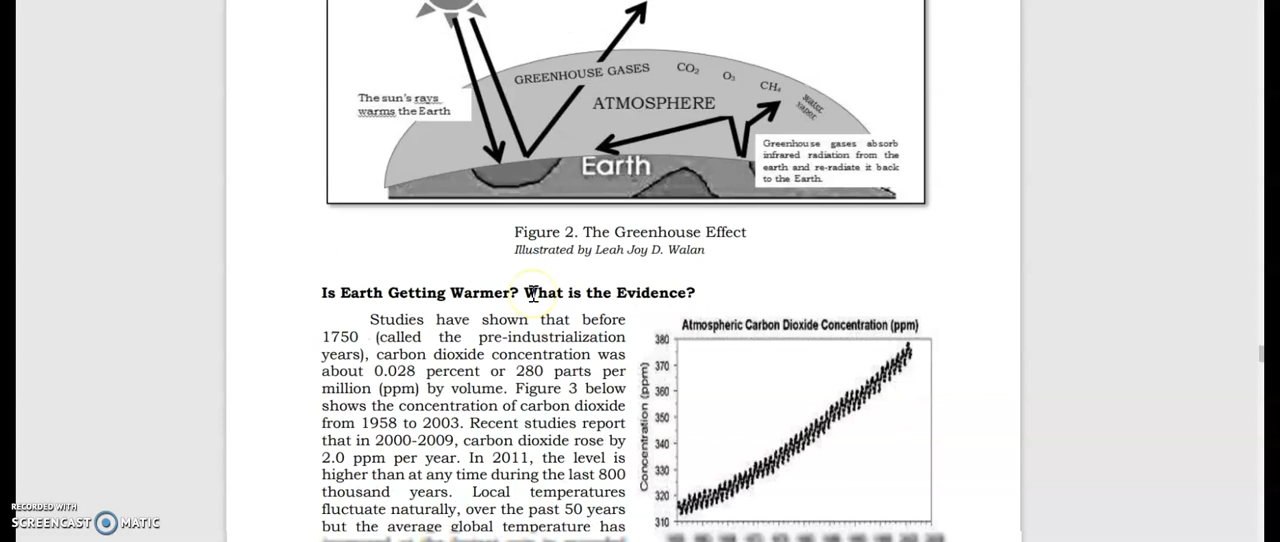 GREENHOUSE GASES CO₂ O₃ CH₄ water vapor
The sun's rays
warms the Earth
ATMOSPHERE
Earth
Greenhouse gases absorb
infrared radiation from the
earth and re-radiate it back
to the Earth.
Figure 2. The Greenhouse Effect
Illustrated by Leah Joy D. Walan
Is Earth Getting Warmer? What is the Evidence?
Studies have shown that before
1750 (called the pre-industrialization
years), carbon dioxide concentration was
about 0.028 percent or 280 parts per
million (ppm) by volume. Figure 3 below
shows the concentration of carbon dioxide
from 1958 to 2003. Recent studies report
that in 2000-2009, carbon dioxide rose by
2.0 ppm per year. In 2011, the level is
higher than at any time during the last 800
thousand years. Local temperatures
fluctuate naturally, over the past 50 years
but the average global temperature has
Atmospheric Carbon Dioxide Concentration (ppm)
Concentration (ppm)
380
370
360
350
340
330
320
310
RECORDED WITH
SCREENCAST MATIC